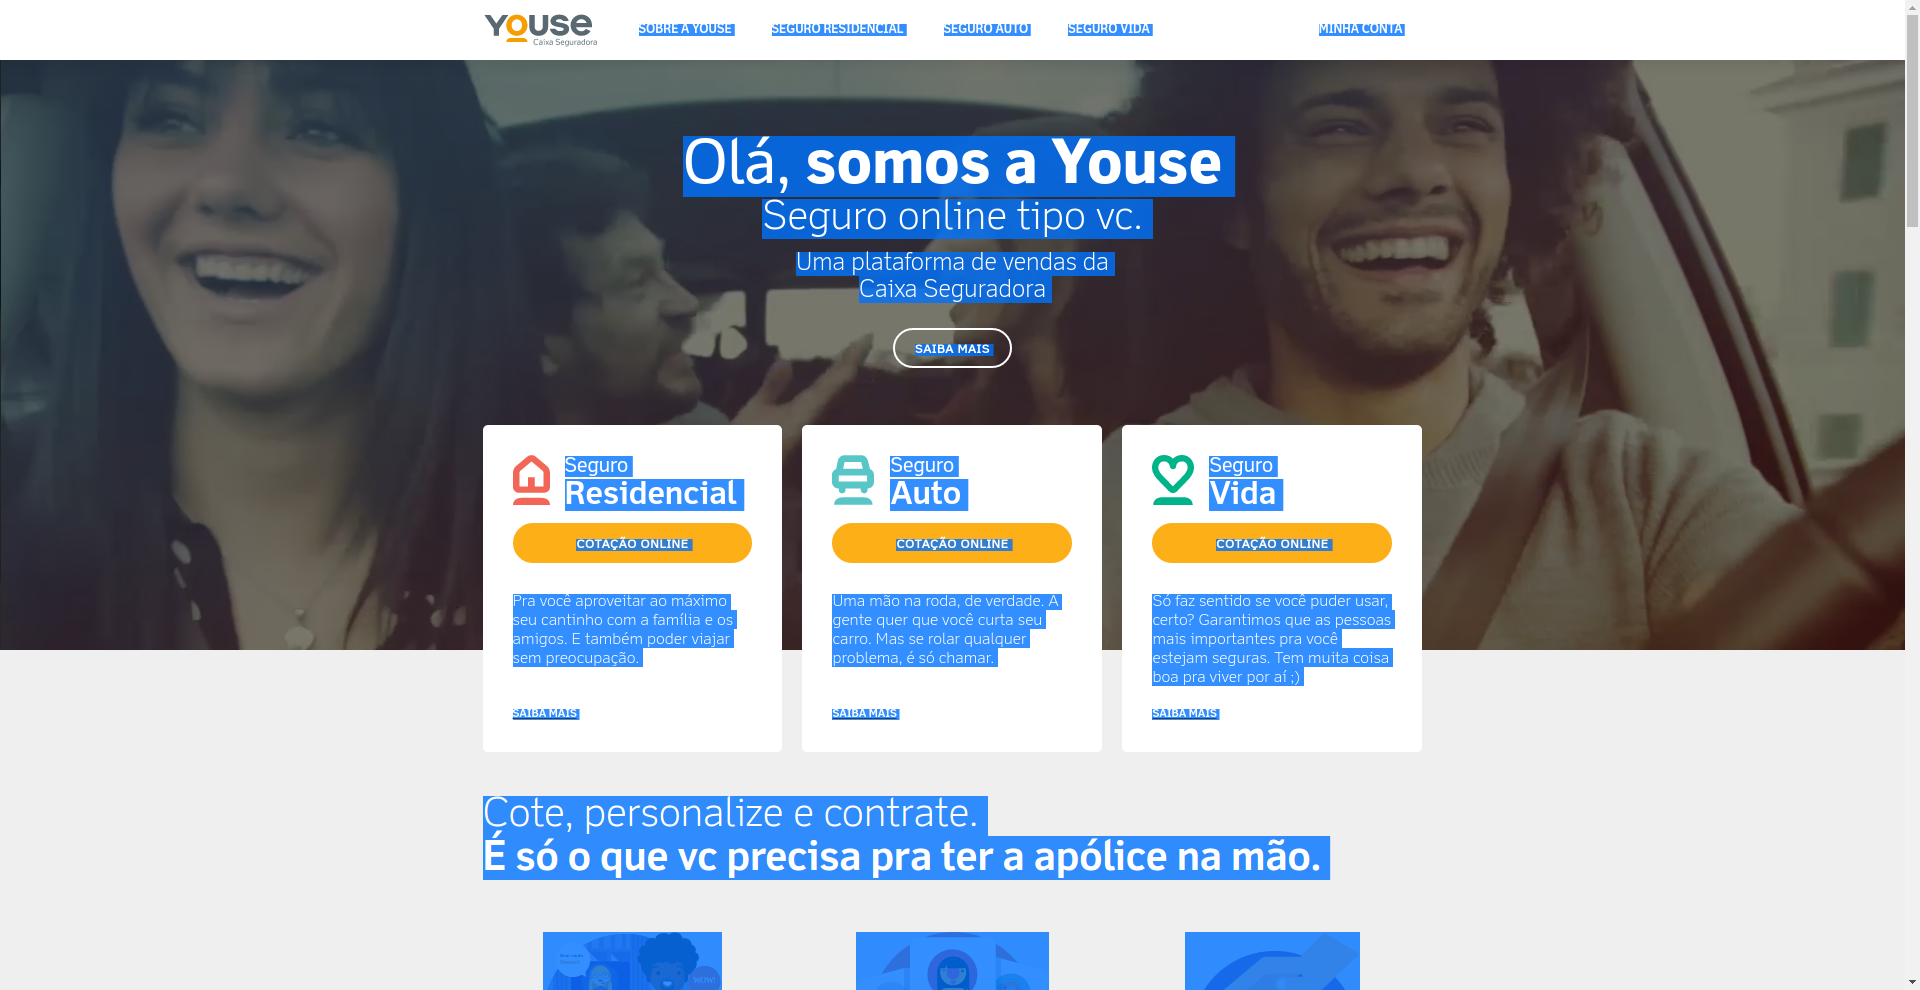 Youse
Caixa Seguradora
SOBRE A YOUSE
SEGURO RESIDENCIAL
SEGURO AUTO
SEGURO VIDA
MINHA CONTA
Olá, somos a Youse
Seguro online tipo vc.
Uma plataforma de vendas da
Caixa Seguradora
SAIBA MAIS
Seguro
Residencial
COTAÇÃO ONLINE
Pra você aproveitar ao máximo
seu cantinho com a família e os
amigos. E também poder viajar
sem preocupação.
SAIBA MAIS
Seguro
Auto
COTAÇÃO ONLINE
Uma mão na roda, de verdade. A
gente quer que você curta seu
carro. Mas se rolar qualquer
problema, é só chamar.
SAIBA MAIS
Seguro
Vida
COTAÇÃO ONLINE
Só faz sentido se você puder usar,
certo? Garantimos que as pessoas
mais importantes pra você
estejam seguras. Tem muita coisa
boa pra viver por aí ;)
SAIBA MAIS
Cote, personalize e contrate.
É só o que vc precisa pra ter a apólice na mão.
WOW!